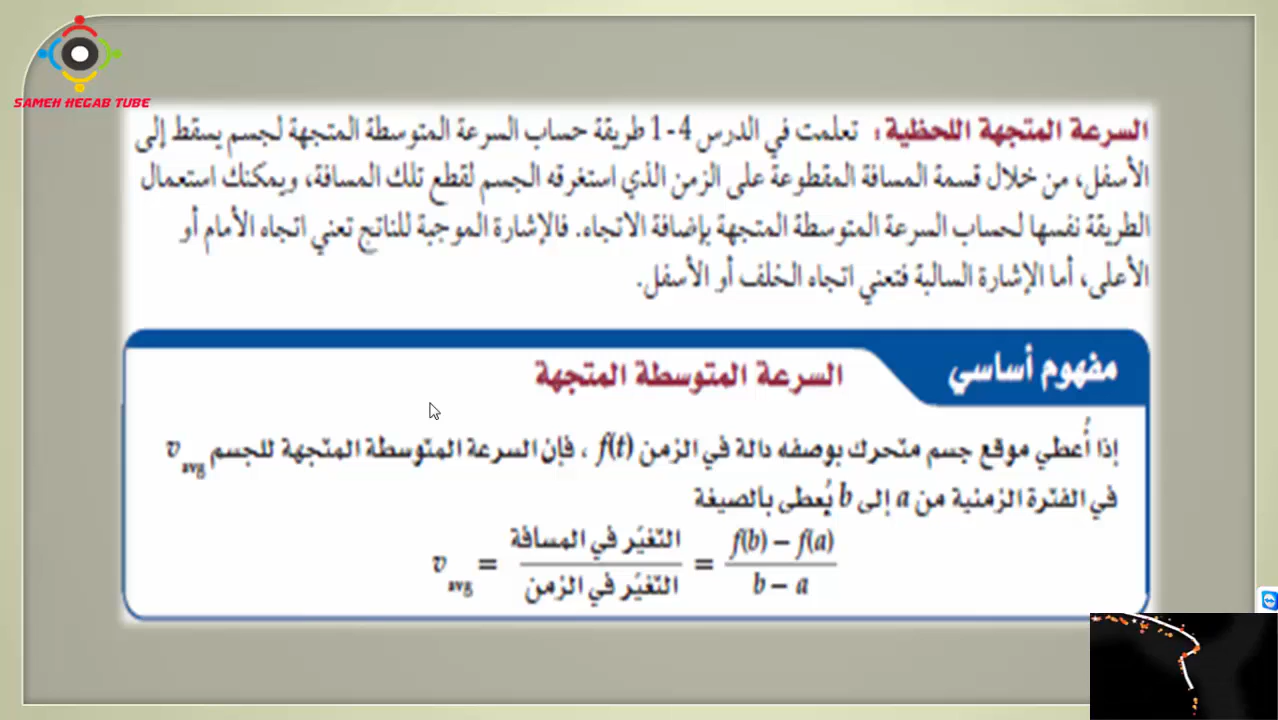 SAMEH HEGAB TUBE
السرعة المتجهة اللحظية: تعلمت في الدرس 4-1 طريقة حساب السرعة المتوسطة المتجهة لجسم يسقط إلى
الأسفل، من خلال قسمة المسافة المقطوعة على الزمن الذي استغرقه الجسم لقطع تلك المسافة، ويمكنك استعمال
الطريقة نفسها لحساب السرعة المتوسطة المتجهة بإضافة الاتجاه. فالإشارة الموجبة للناتج تعني اتجاه الأمام أو
الأعلى، أما الإشارة السالبة فتعني اتجاه الخلف أو الأسفل.
مفهوم أساسي
السرعة المتوسطة المتجهة
إذا أُعطي موقع جسم متحرك بوصفه دالة في الزمن f(t) ، فإن السرعة المتوسطة المتجهة للجسم v_avg
في الفترة الزمنية من a إلى b يُعطى بالصيغة
v_avg = التغيّر في المسافة / التغيّر في الزمن = f(b) − f(a) / b − a